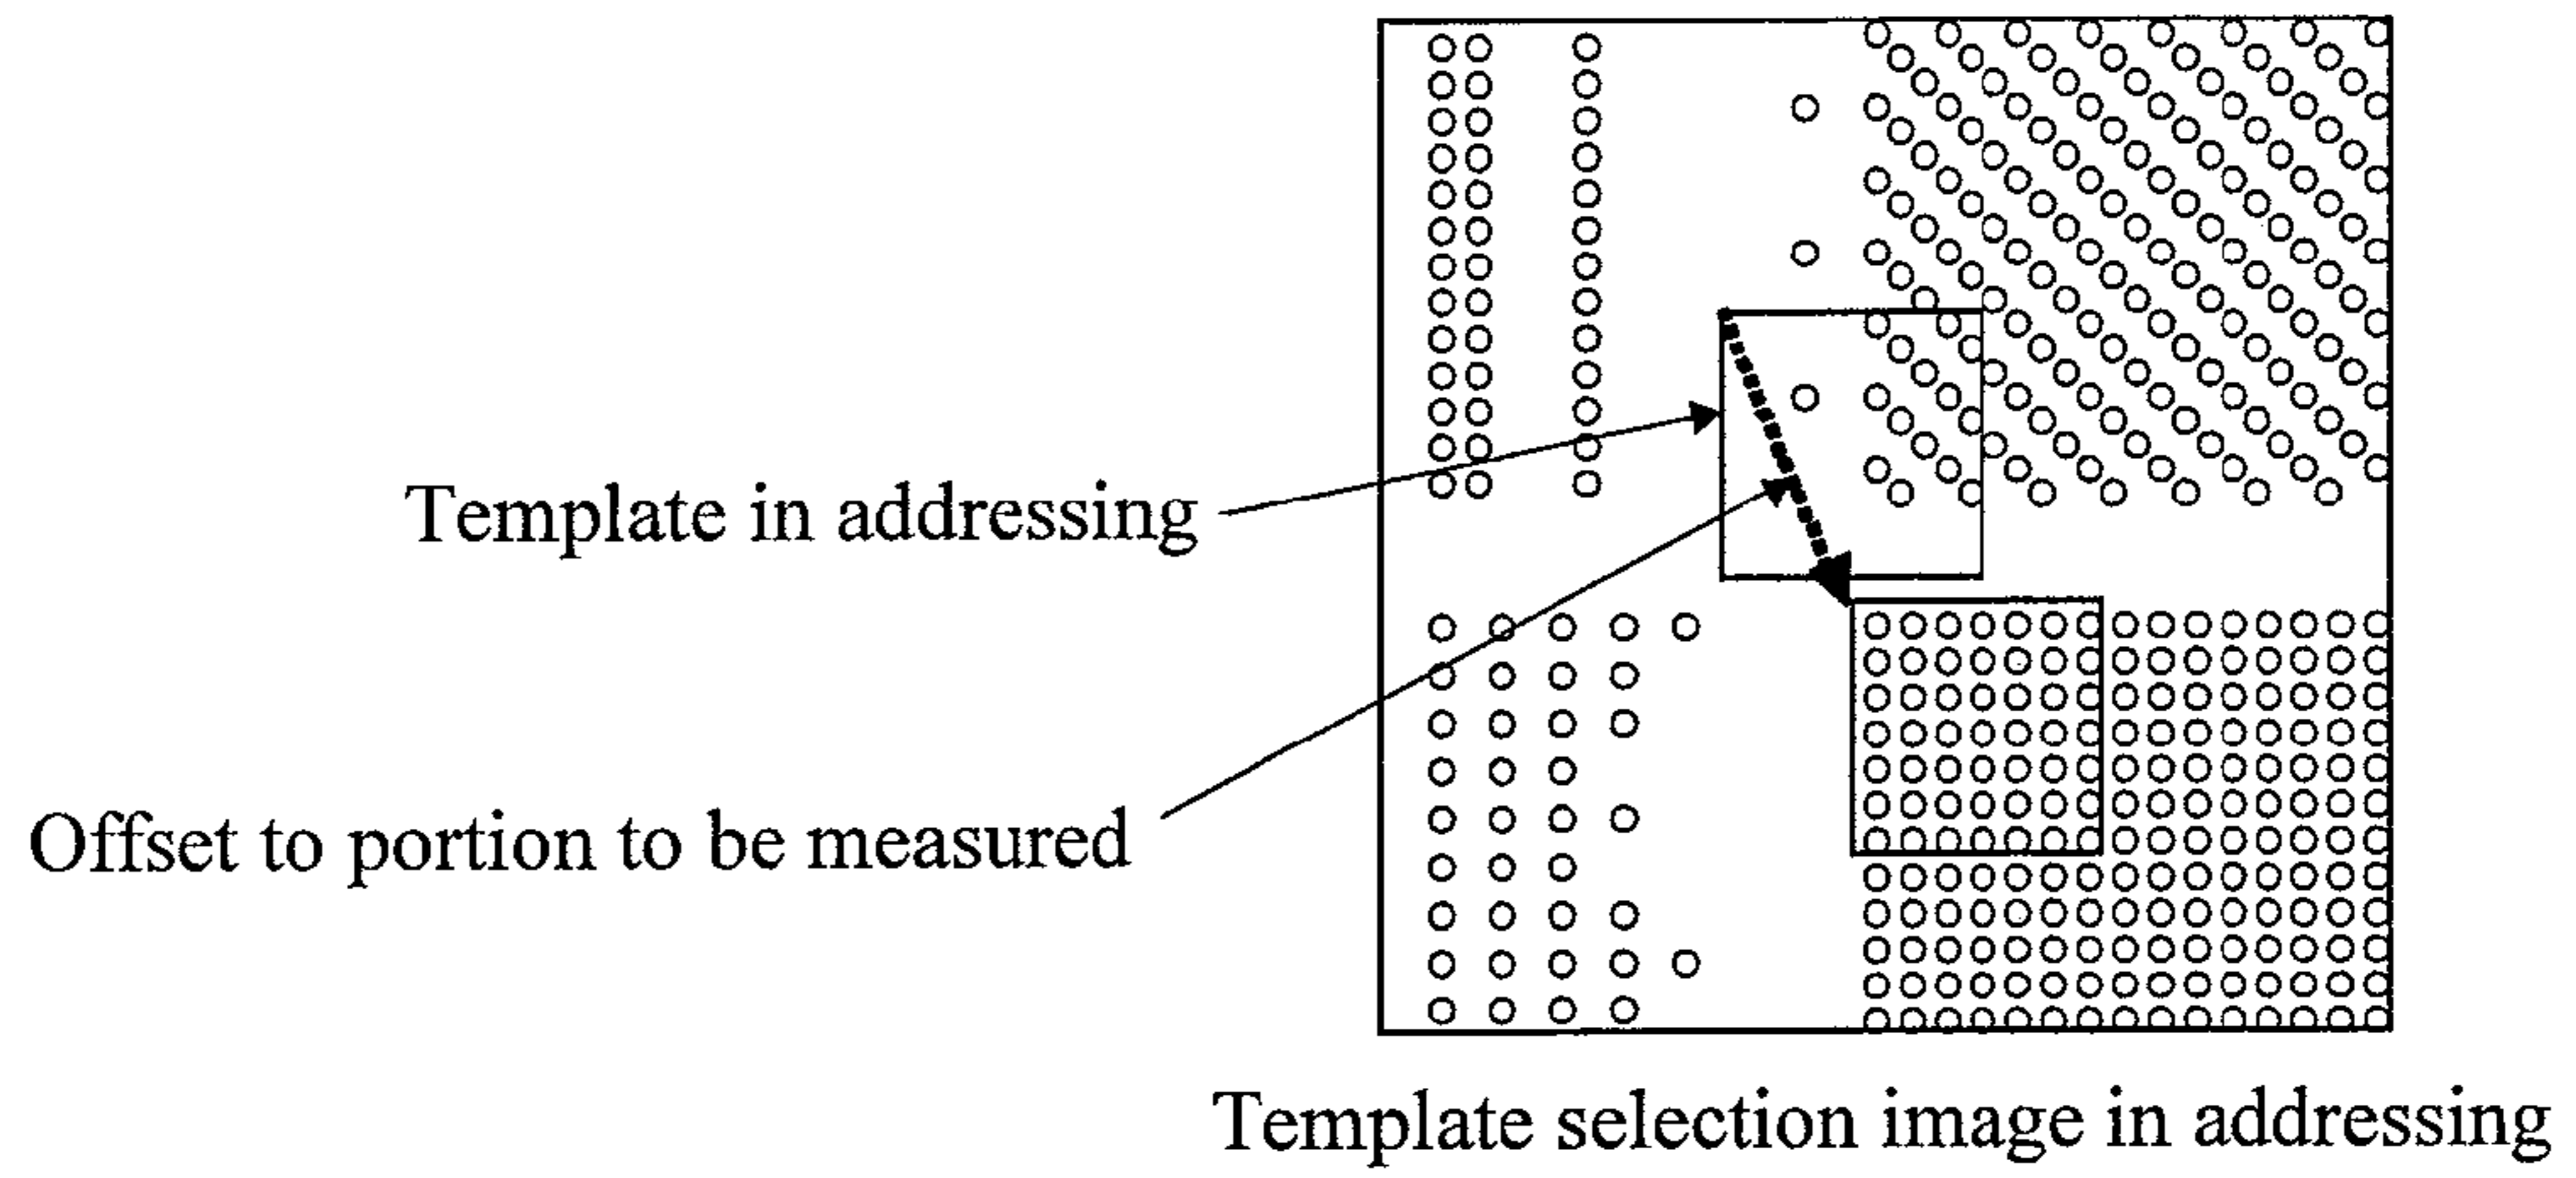 Template in addressing
Offset to portion to be measured
Template selection image in addressing